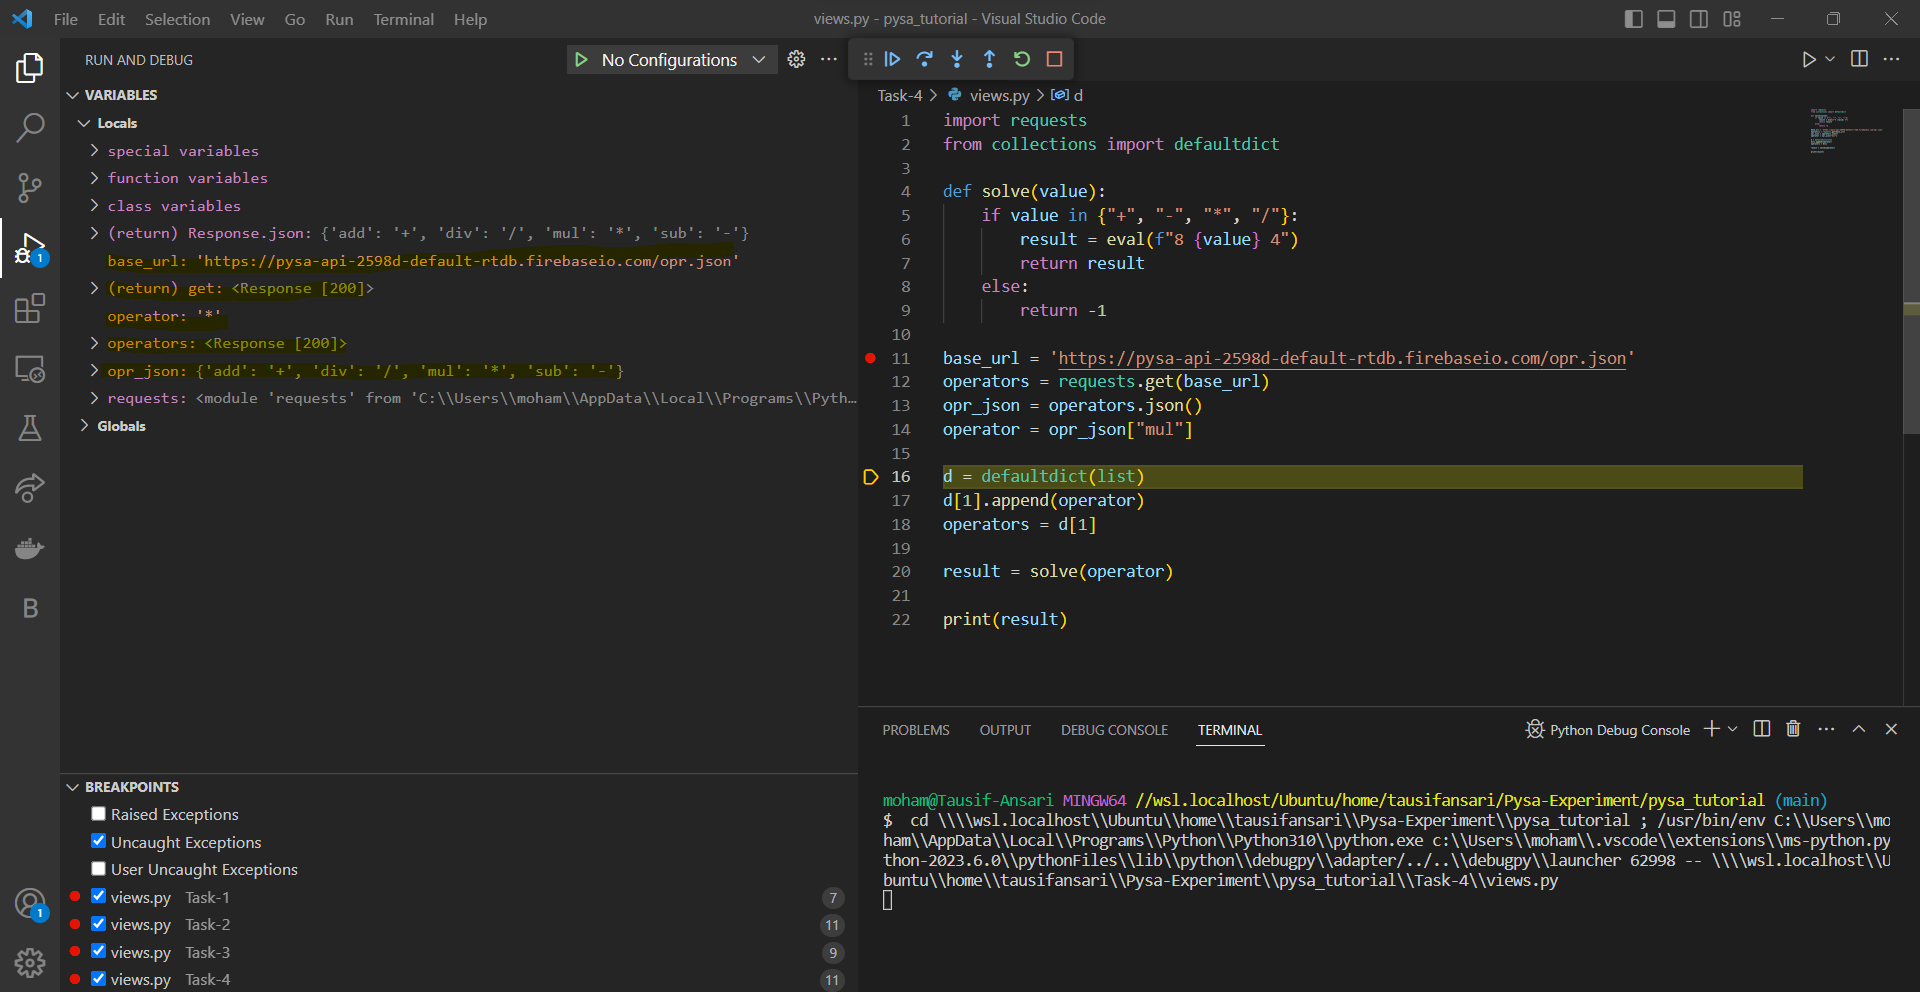 File Edit Selection View Go Run Terminal Help
views.py - pysa_tutorial - Visual Studio Code
RUN AND DEBUG
No Configurations
VARIABLES
Locals
special variables
function variables
class variables
(return) Response.json: {'add': '+', 'div': '/', 'mul': '*', 'sub': '-'}
base_url: 'https://pysa-api-2598d-default-rtdb.firebaseio.com/opr.json'
(return) get: <Response [200]>
operator: '*'
operators: <Response [200]>
opr_json: {'add': '+', 'div': '/', 'mul': '*', 'sub': '-'}
requests: <module 'requests' from 'C:\\Users\\moham\\AppData\\Local\\Programs\\Pyth…
Globals
BREAKPOINTS
Raised Exceptions
Uncaught Exceptions
User Uncaught Exceptions
views.py Task-1 7
views.py Task-2 11
views.py Task-3 9
views.py Task-4 11
1
B
1
Task-4 > views.py > d
1 import requests
2 from collections import defaultdict
3
4 def solve(value):
5 if value in {"+", "-", "*", "/"}:
6 result = eval(f"8 {value} 4")
7 return result
8 else:
9 return -1
10
11 base_url = 'https://pysa-api-2598d-default-rtdb.firebaseio.com/opr.json'
12 operators = requests.get(base_url)
13 opr_json = operators.json()
14 operator = opr_json["mul"]
15
16 d = defaultdict(list)
17 d[1].append(operator)
18 operators = d[1]
19
20 result = solve(operator)
21
22 print(result)
PROBLEMS OUTPUT DEBUG CONSOLE TERMINAL
Python Debug Console
moham@Tausif-Ansari MINGW64 //wsl.localhost/Ubuntu/home/tausifansari/Pysa-Experiment/pysa_tutorial (main)
$ cd \\\\wsl.localhost\\Ubuntu\\home\\tausifansari\\Pysa-Experiment\\pysa_tutorial ; /usr/bin/env C:\\Users\\mo
ham\\AppData\\Local\\Programs\\Python\\Python310\\python.exe c:\\Users\\moham\\.vscode\\extensions\\ms-python.py
thon-2023.6.0\\pythonFiles\\lib\\python\\debugpy\\adapter/../..\\debugpy\\launcher 62998 -- \\\\wsl.localhost\\U
buntu\\home\\tausifansari\\Pysa-Experiment\\pysa_tutorial\\Task-4\\views.py